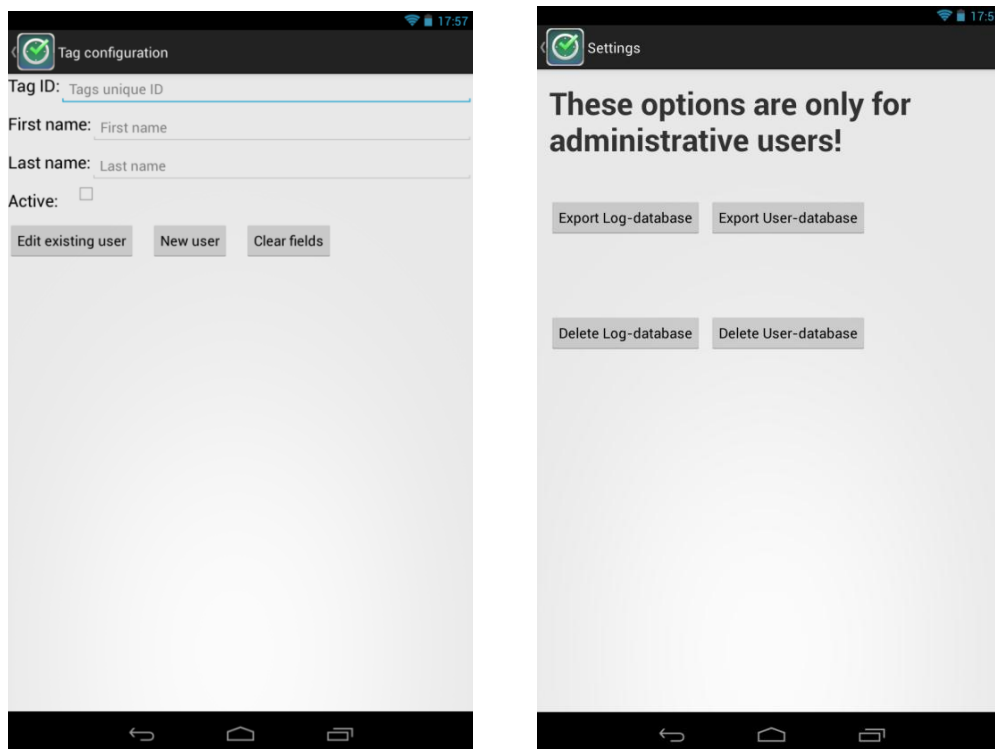 17:57
Tag configuration
Tag ID: Tags unique ID
First name: First name
Last name: Last name
Active:
Edit existing user New user Clear fields
17:5
Settings
These options are only for
administrative users!
Export Log-database Export User-database
Delete Log-database Delete User-database